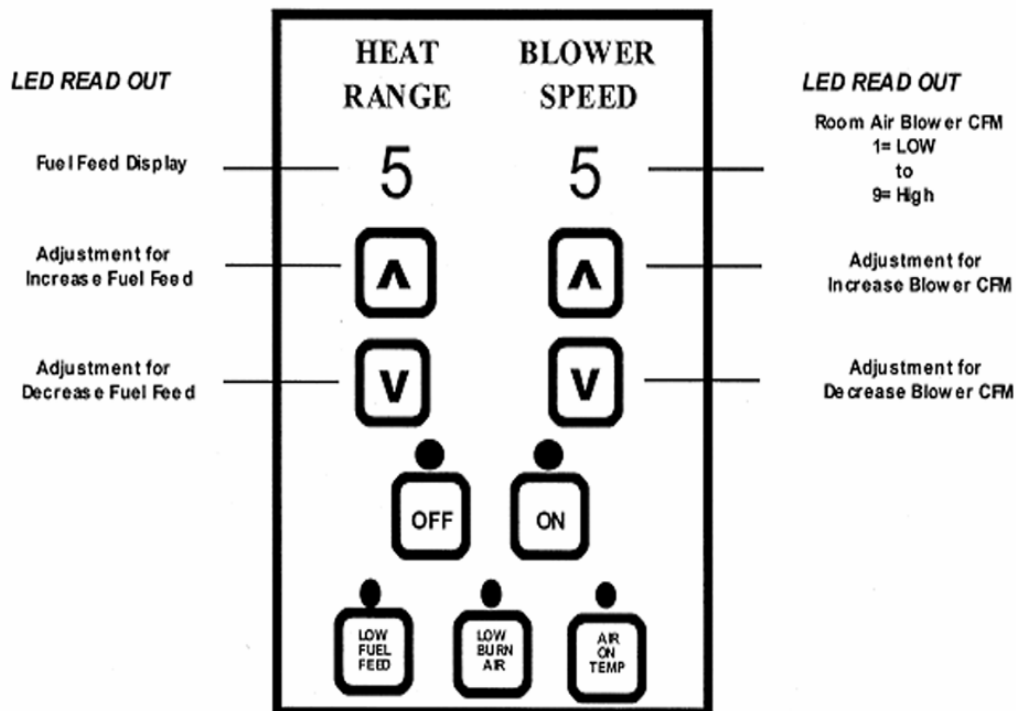 HEAT
RANGE
BLOWER
SPEED
LED READ OUT
LED READ OUT
Fuel Feed Display
5
5
Room Air Blower CFM
1= LOW
to
9= High
Adjustment for
Increase Fuel Feed
ʌ
ʌ
Adjustment for
Increase Blower CFM
Adjustment for
Decrease Fuel Feed
v
v
Adjustment for
Decrease Blower CFM
OFF
ON
LOW
FUEL
FEED
LOW
BURN
AIR
AIR
ON
TEMP